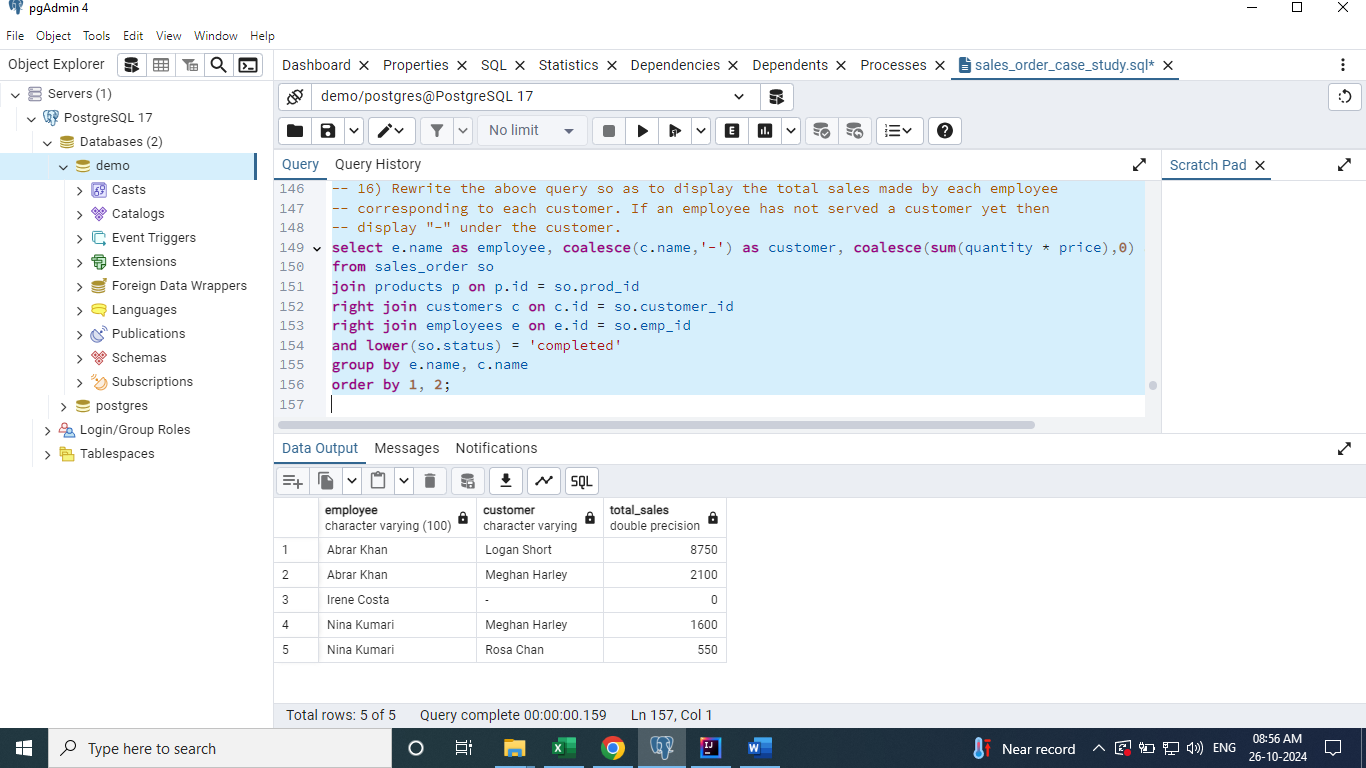 pgAdmin 4
File Object Tools Edit View Window Help
Object Explorer
Dashboard Properties SQL Statistics Dependencies Dependents Processes sales_order_case_study.sql*
Servers (1)
PostgreSQL 17
Databases (2)
demo
Casts
Catalogs
Event Triggers
Extensions
Foreign Data Wrappers
Languages
Publications
Schemas
Subscriptions
postgres
Login/Group Roles
Tablespaces
demo/postgres@PostgreSQL 17
No limit
E
Query Query History
Scratch Pad
146 -- 16) Rewrite the above query so as to display the total sales made by each employee
147 -- corresponding to each customer. If an employee has not served a customer yet then
148 -- display "-" under the customer.
149 select e.name as employee, coalesce(c.name,'-') as customer, coalesce(sum(quantity * price),0)
150 from sales_order so
151 join products p on p.id = so.prod_id
152 right join customers c on c.id = so.customer_id
153 right join employees e on e.id = so.emp_id
154 and lower(so.status) = 'completed'
155 group by e.name, c.name
156 order by 1, 2;
157
Data Output Messages Notifications
SQL
employee customer total_sales
character varying (100) character varying double precision
1 Abrar Khan Logan Short 8750
2 Abrar Khan Meghan Harley 2100
3 Irene Costa - 0
4 Nina Kumari Meghan Harley 1600
5 Nina Kumari Rosa Chan 550
Total rows: 5 of 5 Query complete 00:00:00.159 Ln 157, Col 1
Type here to search
Near record ENG 08:56 AM
26-10-2024